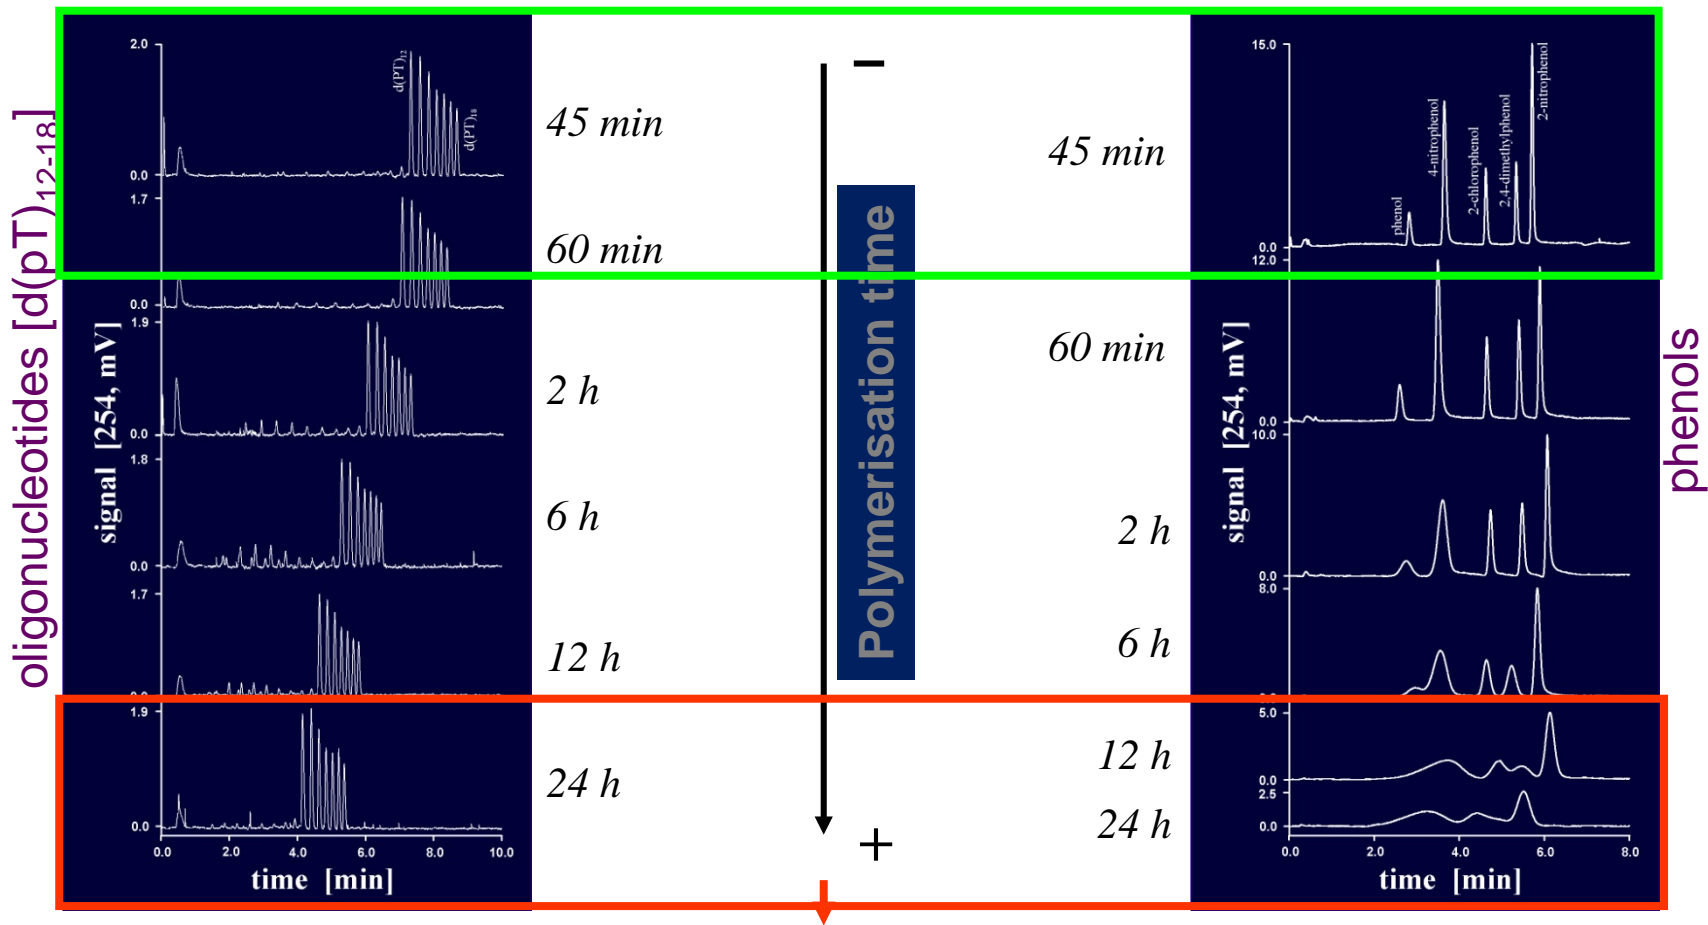 oligonucleotides [d(pT)12-18]
signal [254, mV]
2.0
0.0
1.7
0.0
1.9
0.0
1.8
0.0
1.7
0.0
1.9
0.0
d(PT)12
d(PT)18
0.0 2.0 4.0 6.0 8.0 10.0
time [min]
45 min
60 min
2 h
6 h
12 h
24 h
−
Polymerisation time
+
45 min
60 min
2 h
6 h
12 h
24 h
signal [254, mV]
15.0
0.0
12.0
0.0
10.0
0.0
8.0
5.0
0.0
2.5
0.0
phenol
4-nitrophenol
2-chlorophenol
2,4-dimethylphenol
2-nitrophenol
0.0 2.0 4.0 6.0 8.0
time [min]
phenols